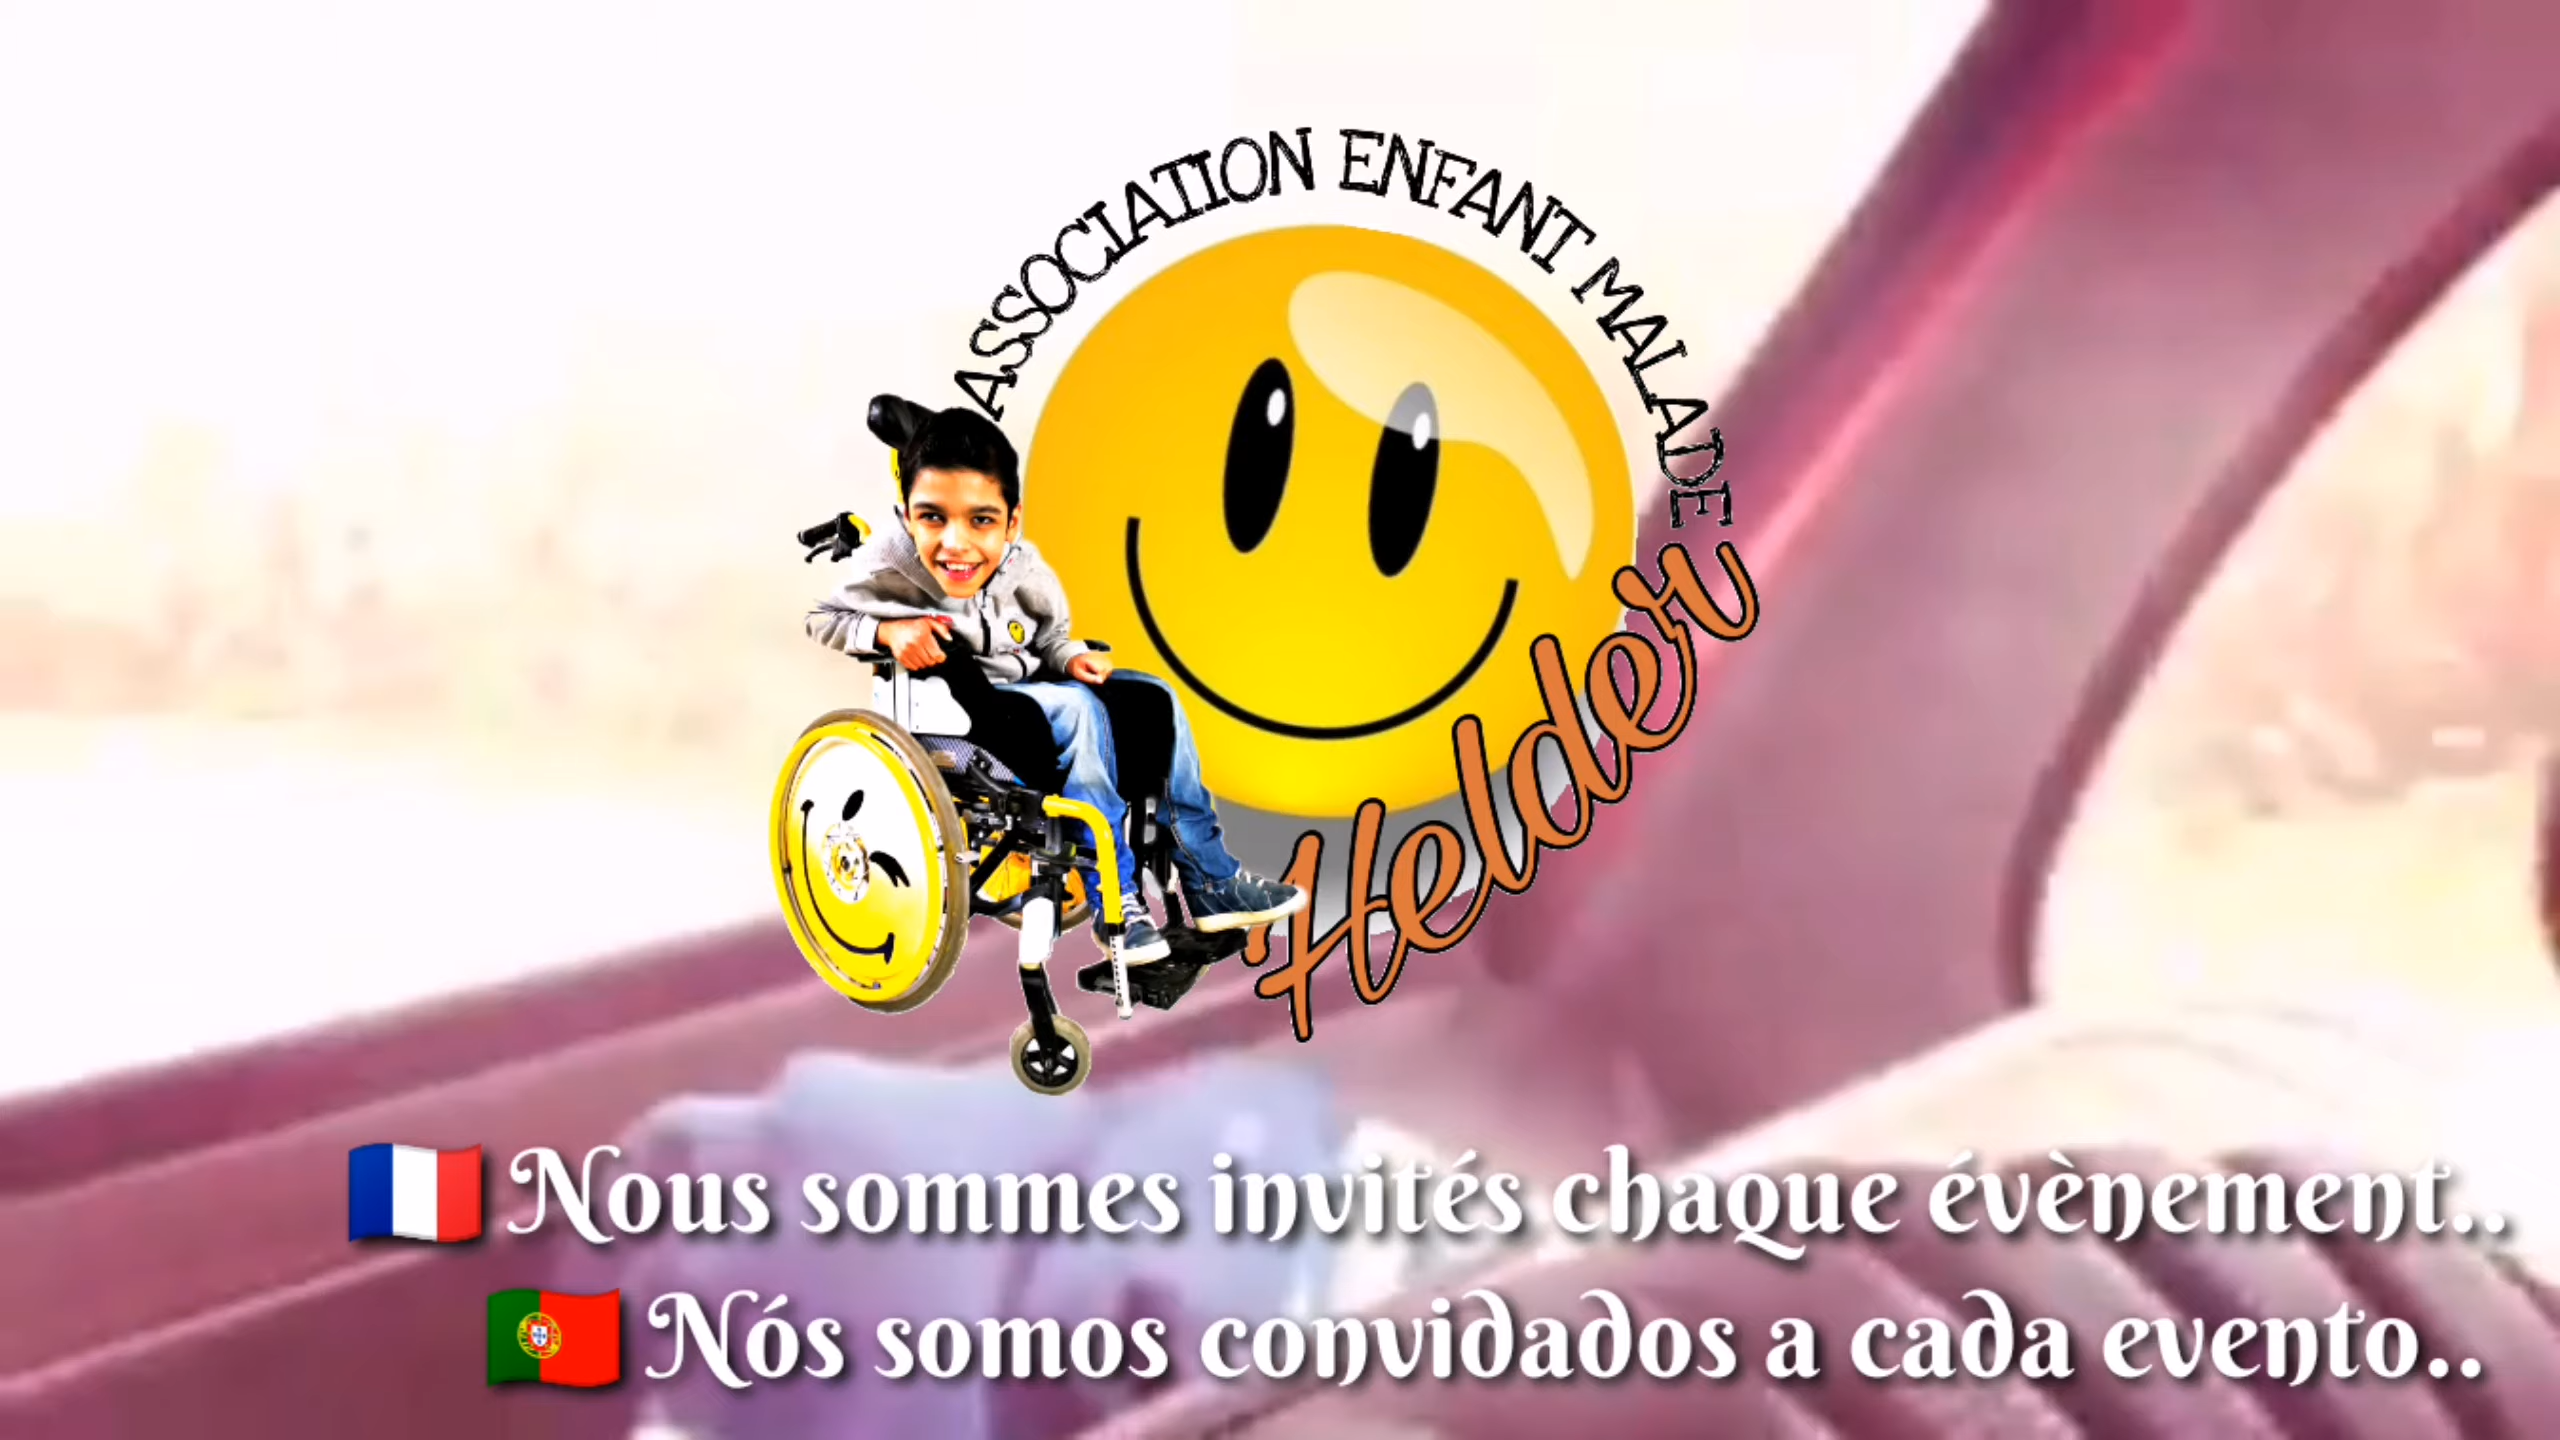 ASSOCIATION ENFANT MALADE
Helder
Nous sommes invités chaque évènement..
Nós somos convidados a cada evento..